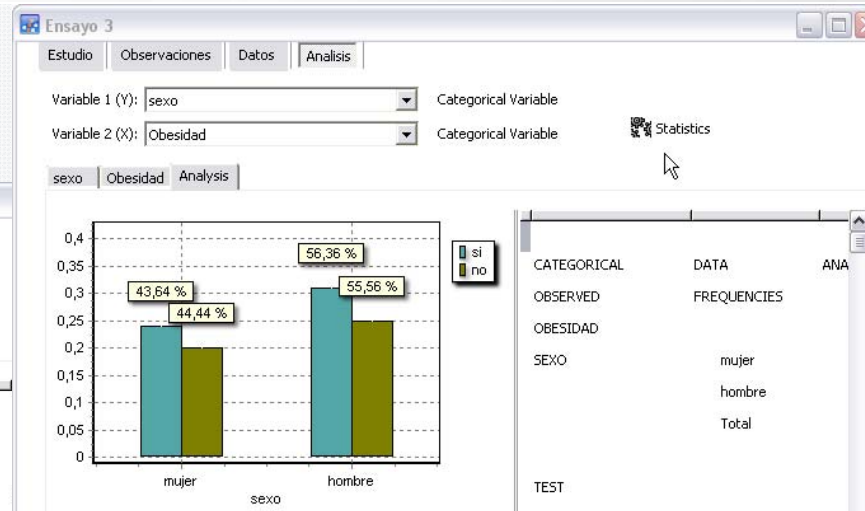 Ensayo 3
Estudio Observaciones Datos Analisis
Variable 1 (Y): sexo Categorical Variable
Variable 2 (X): Obesidad Categorical Variable Statistics
sexo Obesidad Analysis
0,4
0,35
0,3
0,25
0,2
0,15
0,1
0,05
0
43,64 %
44,44 %
56,36 %
55,56 %
mujer hombre
sexo
si
no
CATEGORICAL DATA ANA
OBSERVED FREQUENCIES
OBESIDAD
SEXO mujer
hombre
Total
TEST